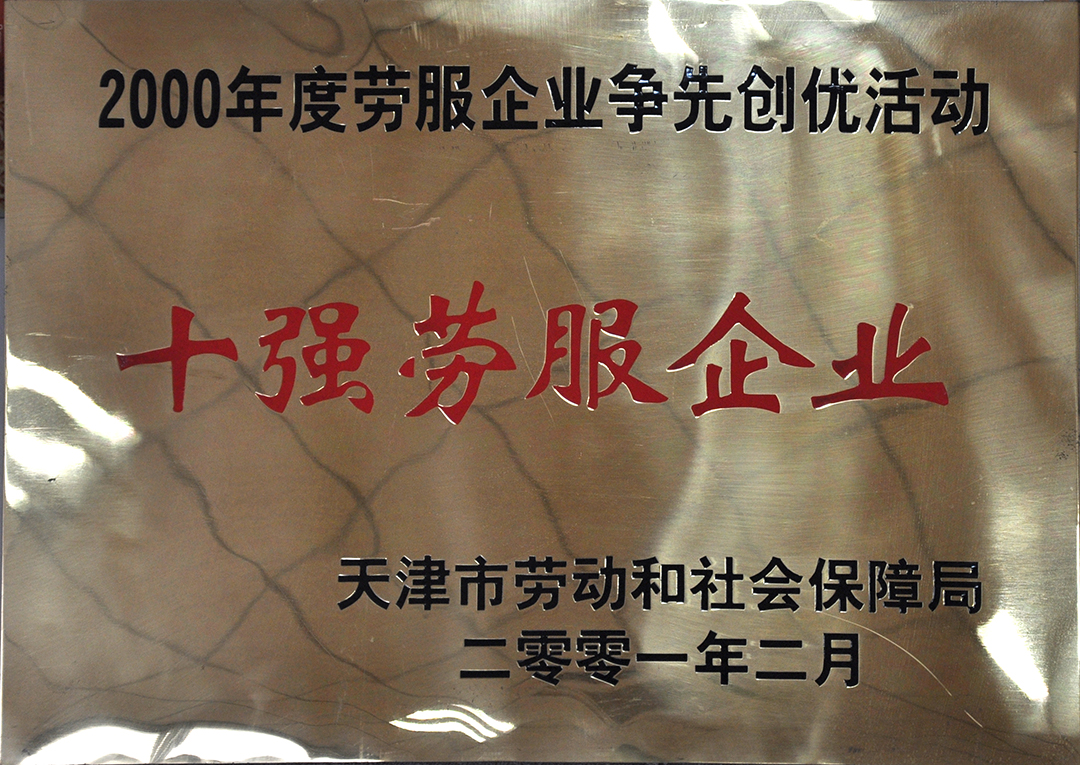 2000年度劳服企业争先创优活动
十强劳服企业
天津市劳动和社会保障局
二零零一年二月